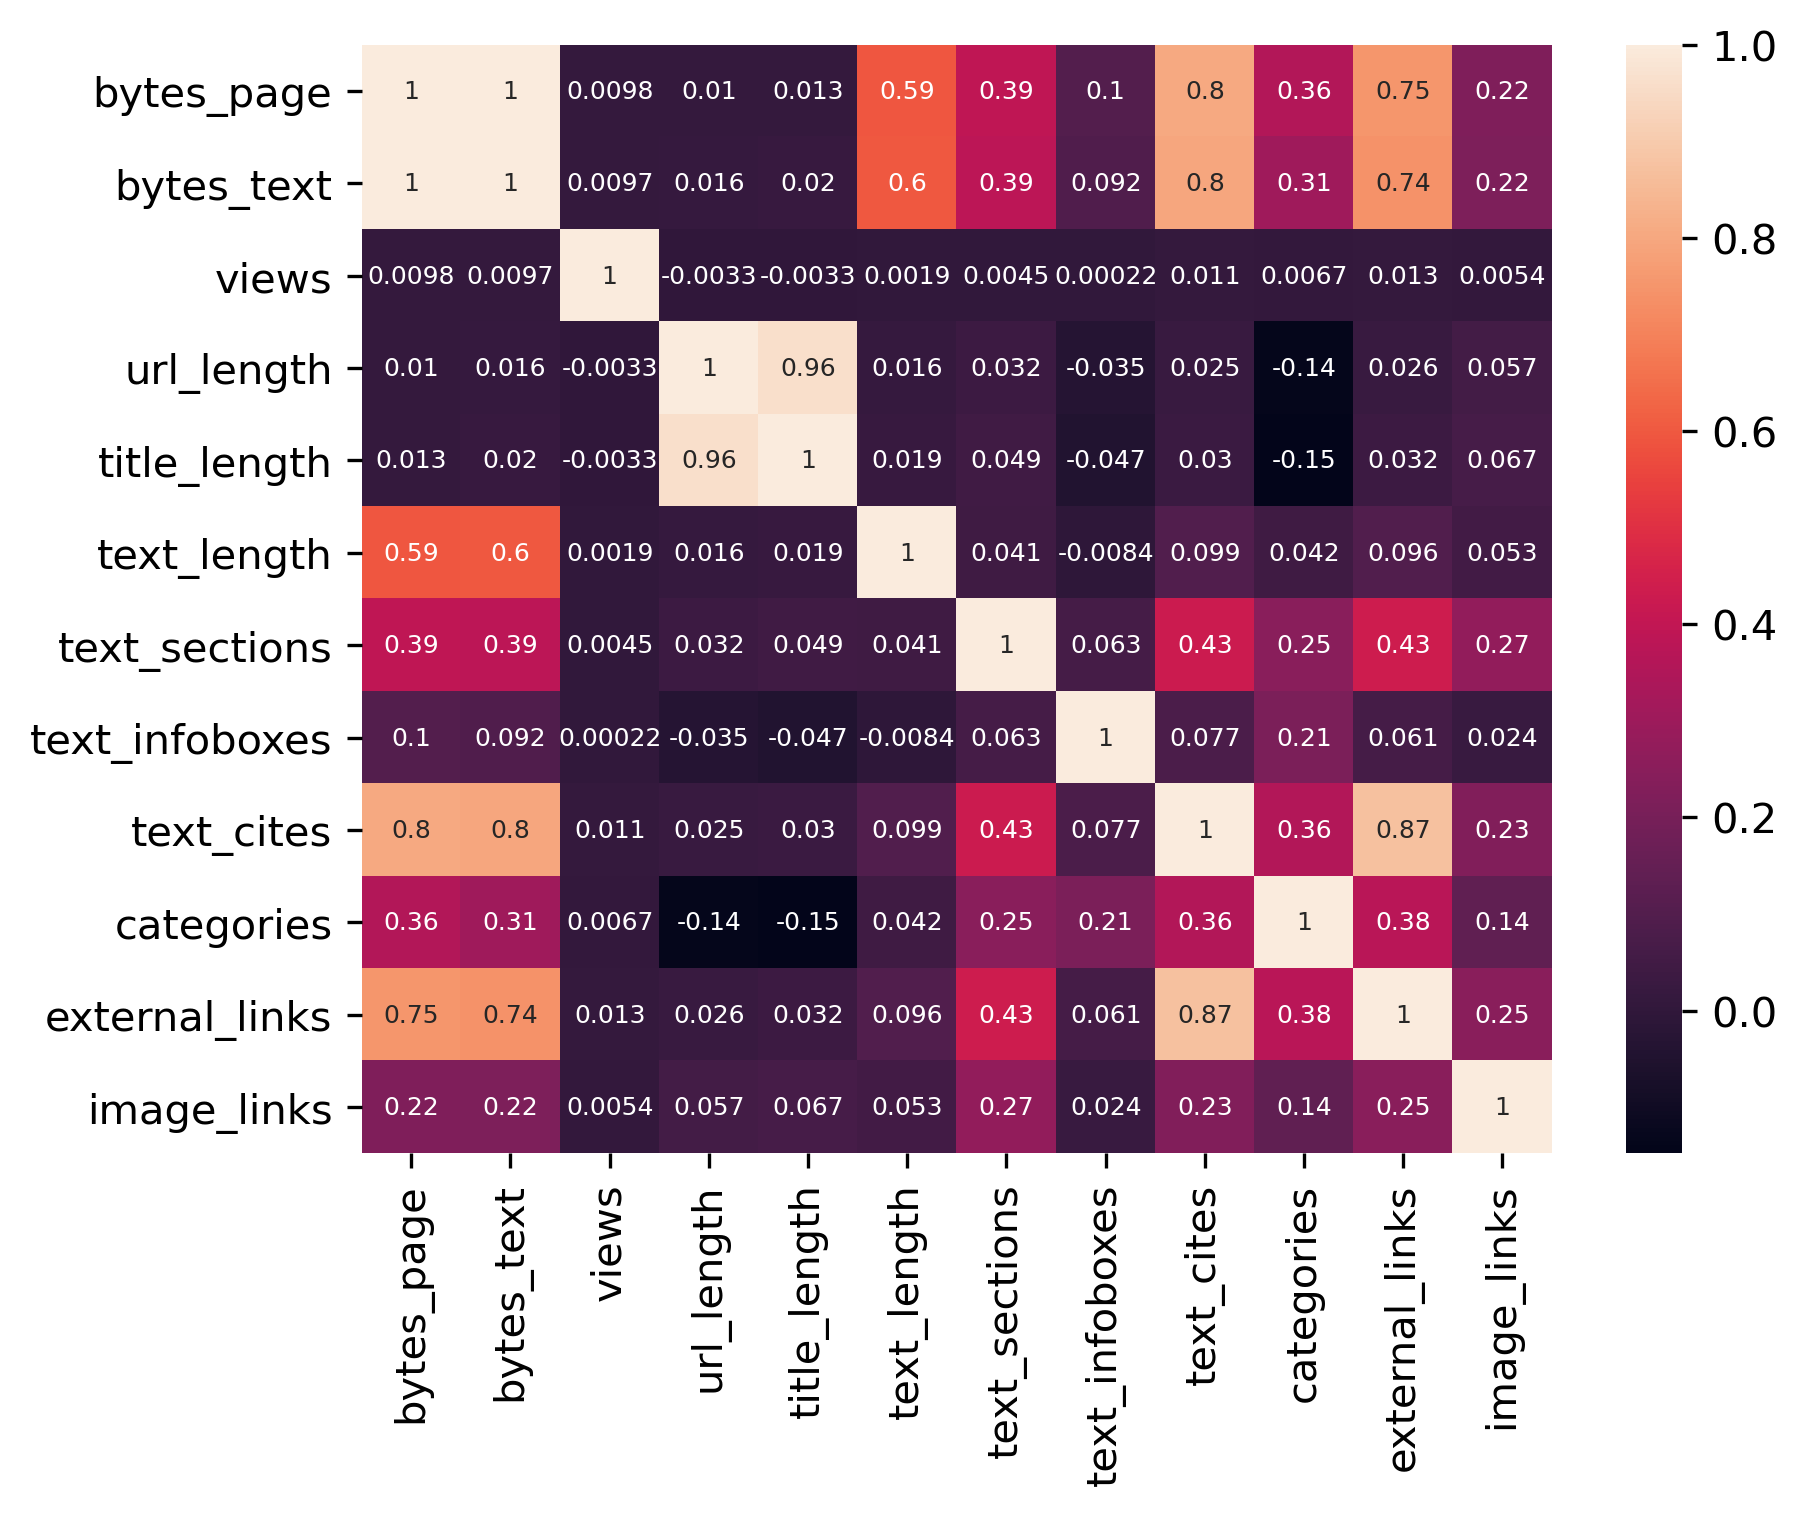 bytes_page 1 1 0.0098 0.01 0.013 0.59 0.39 0.1 0.8 0.36 0.75 0.22
bytes_text 1 1 0.0097 0.016 0.02 0.6 0.39 0.092 0.8 0.31 0.74 0.22
views 0.0098 0.0097 1 -0.0033 -0.0033 0.0019 0.0045 0.00022 0.011 0.0067 0.013 0.0054
url_length 0.01 0.016 -0.0033 1 0.96 0.016 0.032 -0.035 0.025 -0.14 0.026 0.057
title_length 0.013 0.02 -0.0033 0.96 1 0.019 0.049 -0.047 0.03 -0.15 0.032 0.067
text_length 0.59 0.6 0.0019 0.016 0.019 1 0.041 -0.0084 0.099 0.042 0.096 0.053
text_sections 0.39 0.39 0.0045 0.032 0.049 0.041 1 0.063 0.43 0.25 0.43 0.27
text_infoboxes 0.1 0.092 0.00022 -0.035 -0.047 -0.0084 0.063 1 0.077 0.21 0.061 0.024
text_cites 0.8 0.8 0.011 0.025 0.03 0.099 0.43 0.077 1 0.36 0.87 0.23
categories 0.36 0.31 0.0067 -0.14 -0.15 0.042 0.25 0.21 0.36 1 0.38 0.14
external_links 0.75 0.74 0.013 0.026 0.032 0.096 0.43 0.061 0.87 0.38 1 0.25
image_links 0.22 0.22 0.0054 0.057 0.067 0.053 0.27 0.024 0.23 0.14 0.25 1
bytes_page
bytes_text
views
url_length
title_length
text_length
text_sections
text_infoboxes
text_cites
categories
external_links
image_links
1.0
0.8
0.6
0.4
0.2
0.0